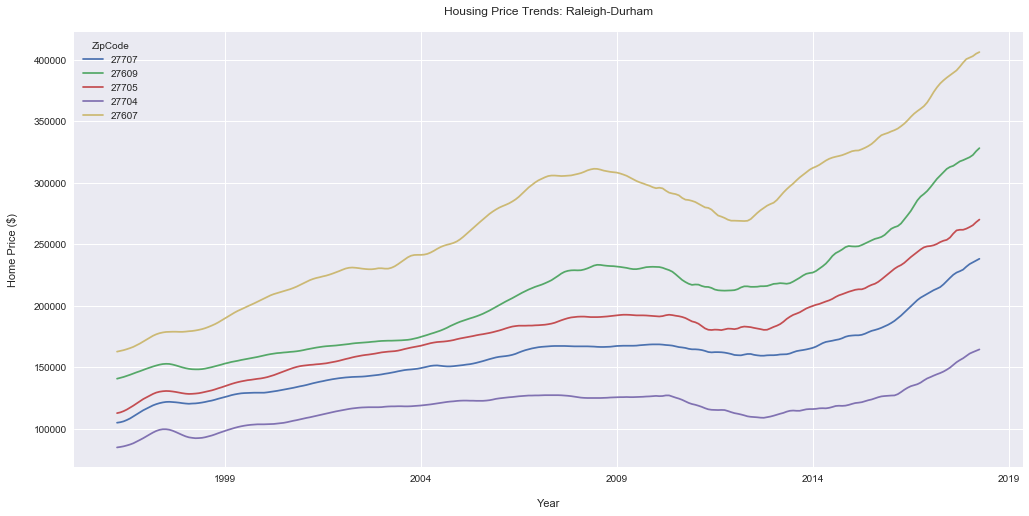 Housing Price Trends: Raleigh-Durham
ZipCode
27707
27609
27705
27704
27607
400000
350000
300000
250000
200000
150000
100000
Home Price ($)
1999 2004 2009 2014 2019
Year